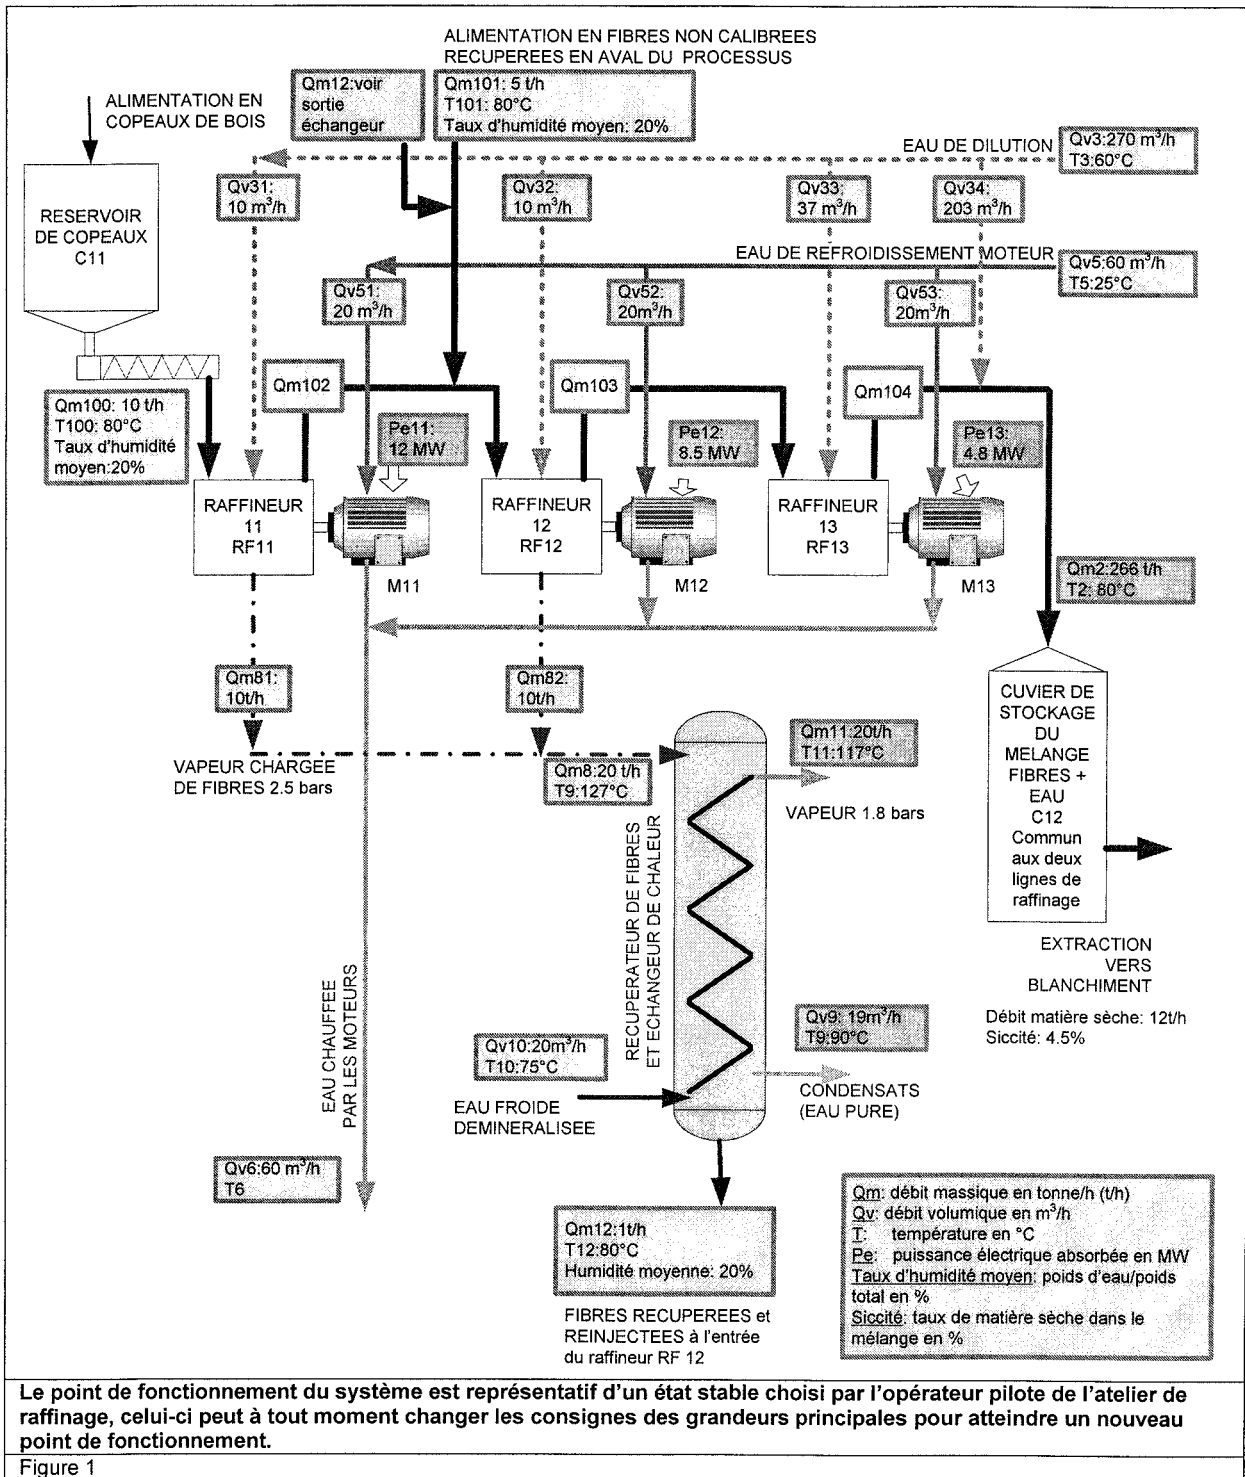 ALIMENTATION EN FIBRES NON CALIBREES
RECUPEREES EN AVAL DU PROCESSUS
Qm12:voir
sortie
échangeur
Qm101: 5 t/h
T101: 80°C
Taux d'humidité moyen: 20%
ALIMENTATION EN
COPEAUX DE BOIS
EAU DE DILUTION
Qv3:270 m³/h
T3:60°C
Qv31:
10 m³/h
Qv32:
10 m³/h
Qv33:
37 m³/h
Qv34:
203 m³/h
RESERVOIR
DE COPEAUX
C11
EAU DE REFROIDISSEMENT MOTEUR
Qv5:60 m³/h
T5:25°C
Qv51:
20 m³/h
Qv52:
20m³/h
Qv53:
20m³/h
Qm102
Qm103
Qm104
Qm100: 10 t/h
T100: 80°C
Taux d'humidité
moyen:20%
Pe11:
12 MW
Pe12:
8.5 MW
Pe13:
4.8 MW
RAFFINEUR
11
RF11
RAFFINEUR
12
RF12
RAFFINEUR
13
RF13
M11
M12
M13
Qm2:266 t/h
T2: 80°C
Qm81:
10t/h
Qm82:
10t/h
VAPEUR CHARGEE
DE FIBRES 2.5 bars
Qm8:20 t/h
T9:127°C
Qm11:20t/h
T11:117°C
VAPEUR 1.8 bars
CUVIER DE
STOCKAGE
DU
MELANGE
FIBRES +
EAU
C12
Commun
aux deux
lignes de
raffinage
RECUPERATEUR DE FIBRES
ET ECHANGEUR DE CHALEUR
EXTRACTION
VERS
BLANCHIMENT
Débit matière sèche: 12t/h
Siccité: 4.5%
EAU CHAUFFEE
PAR LES MOTEURS
Qv10:20m³/h
T10:75°C
Qv9: 19m³/h
T9:90°C
EAU FROIDE
DEMINERALISEE
CONDENSATS
(EAU PURE)
Qv6:60 m³/h
T6
Qm12:1t/h
T12:80°C
Humidité moyenne: 20%
FIBRES RECUPEREES et
REINJECTEES à l'entrée
du raffineur RF 12
Qm: débit massique en tonne/h (t/h)
Qv: débit volumique en m³/h
T: température en °C
Pe: puissance électrique absorbée en MW
Taux d'humidité moyen: poids d'eau/poids
total en %
Siccité: taux de matière sèche dans le
mélange en %
Le point de fonctionnement du système est représentatif d'un état stable choisi par l'opérateur pilote de l'atelier de
raffinage, celui-ci peut à tout moment changer les consignes des grandeurs principales pour atteindre un nouveau
point de fonctionnement.
Figure 1